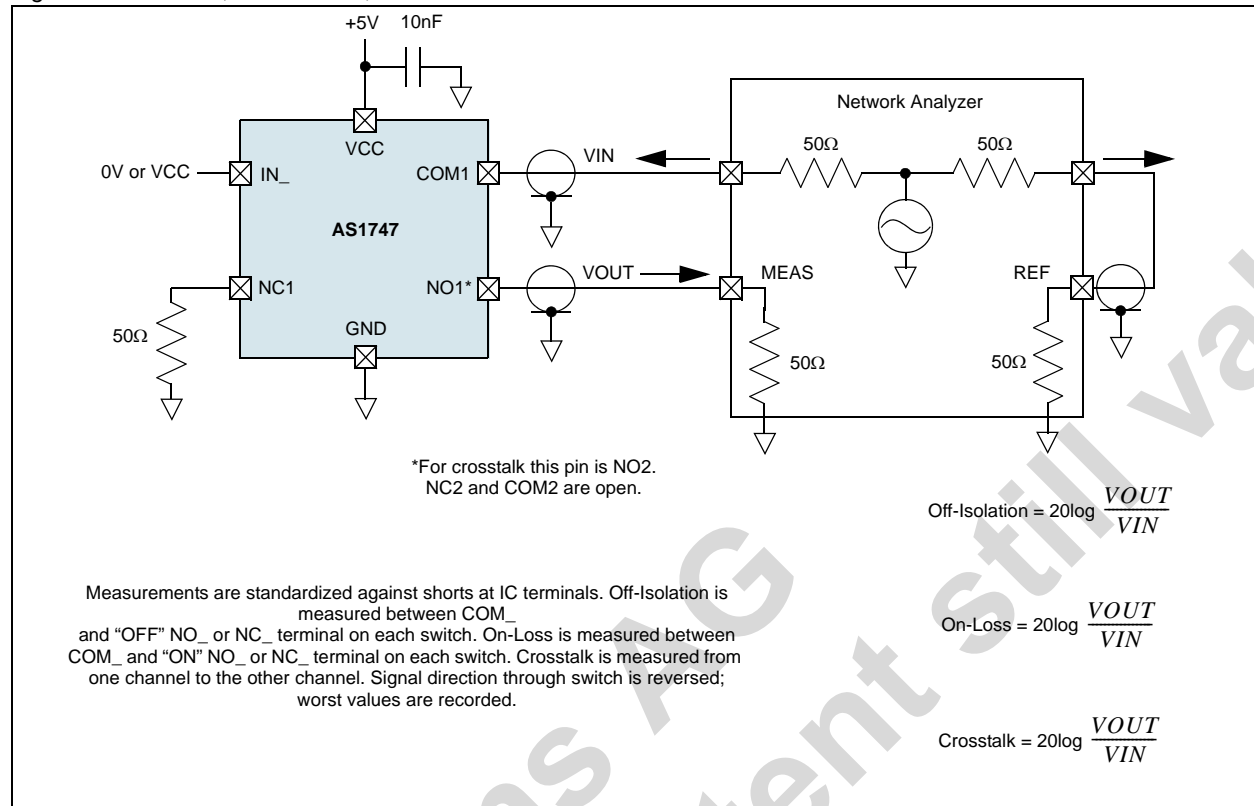 +5V 10nF
Network Analyzer
VCC
50Ω 50Ω
VIN
0V or VCC IN_ COM1
AS1747
VOUT MEAS REF
NC1 NO1*
GND
50Ω
50Ω 50Ω
*For crosstalk this pin is NO2.
NC2 and COM2 are open.
Off-Isolation = 20log VOUT
VIN
Measurements are standardized against shorts at IC terminals. Off-Isolation is
measured between COM_
and “OFF” NO_ or NC_ terminal on each switch. On-Loss is measured between
COM_ and “ON” NO_ or NC_ terminal on each switch. Crosstalk is measured from
one channel to the other channel. Signal direction through switch is reversed;
worst values are recorded.
On-Loss = 20log VOUT
VIN
Crosstalk = 20log VOUT
VIN
AG
still